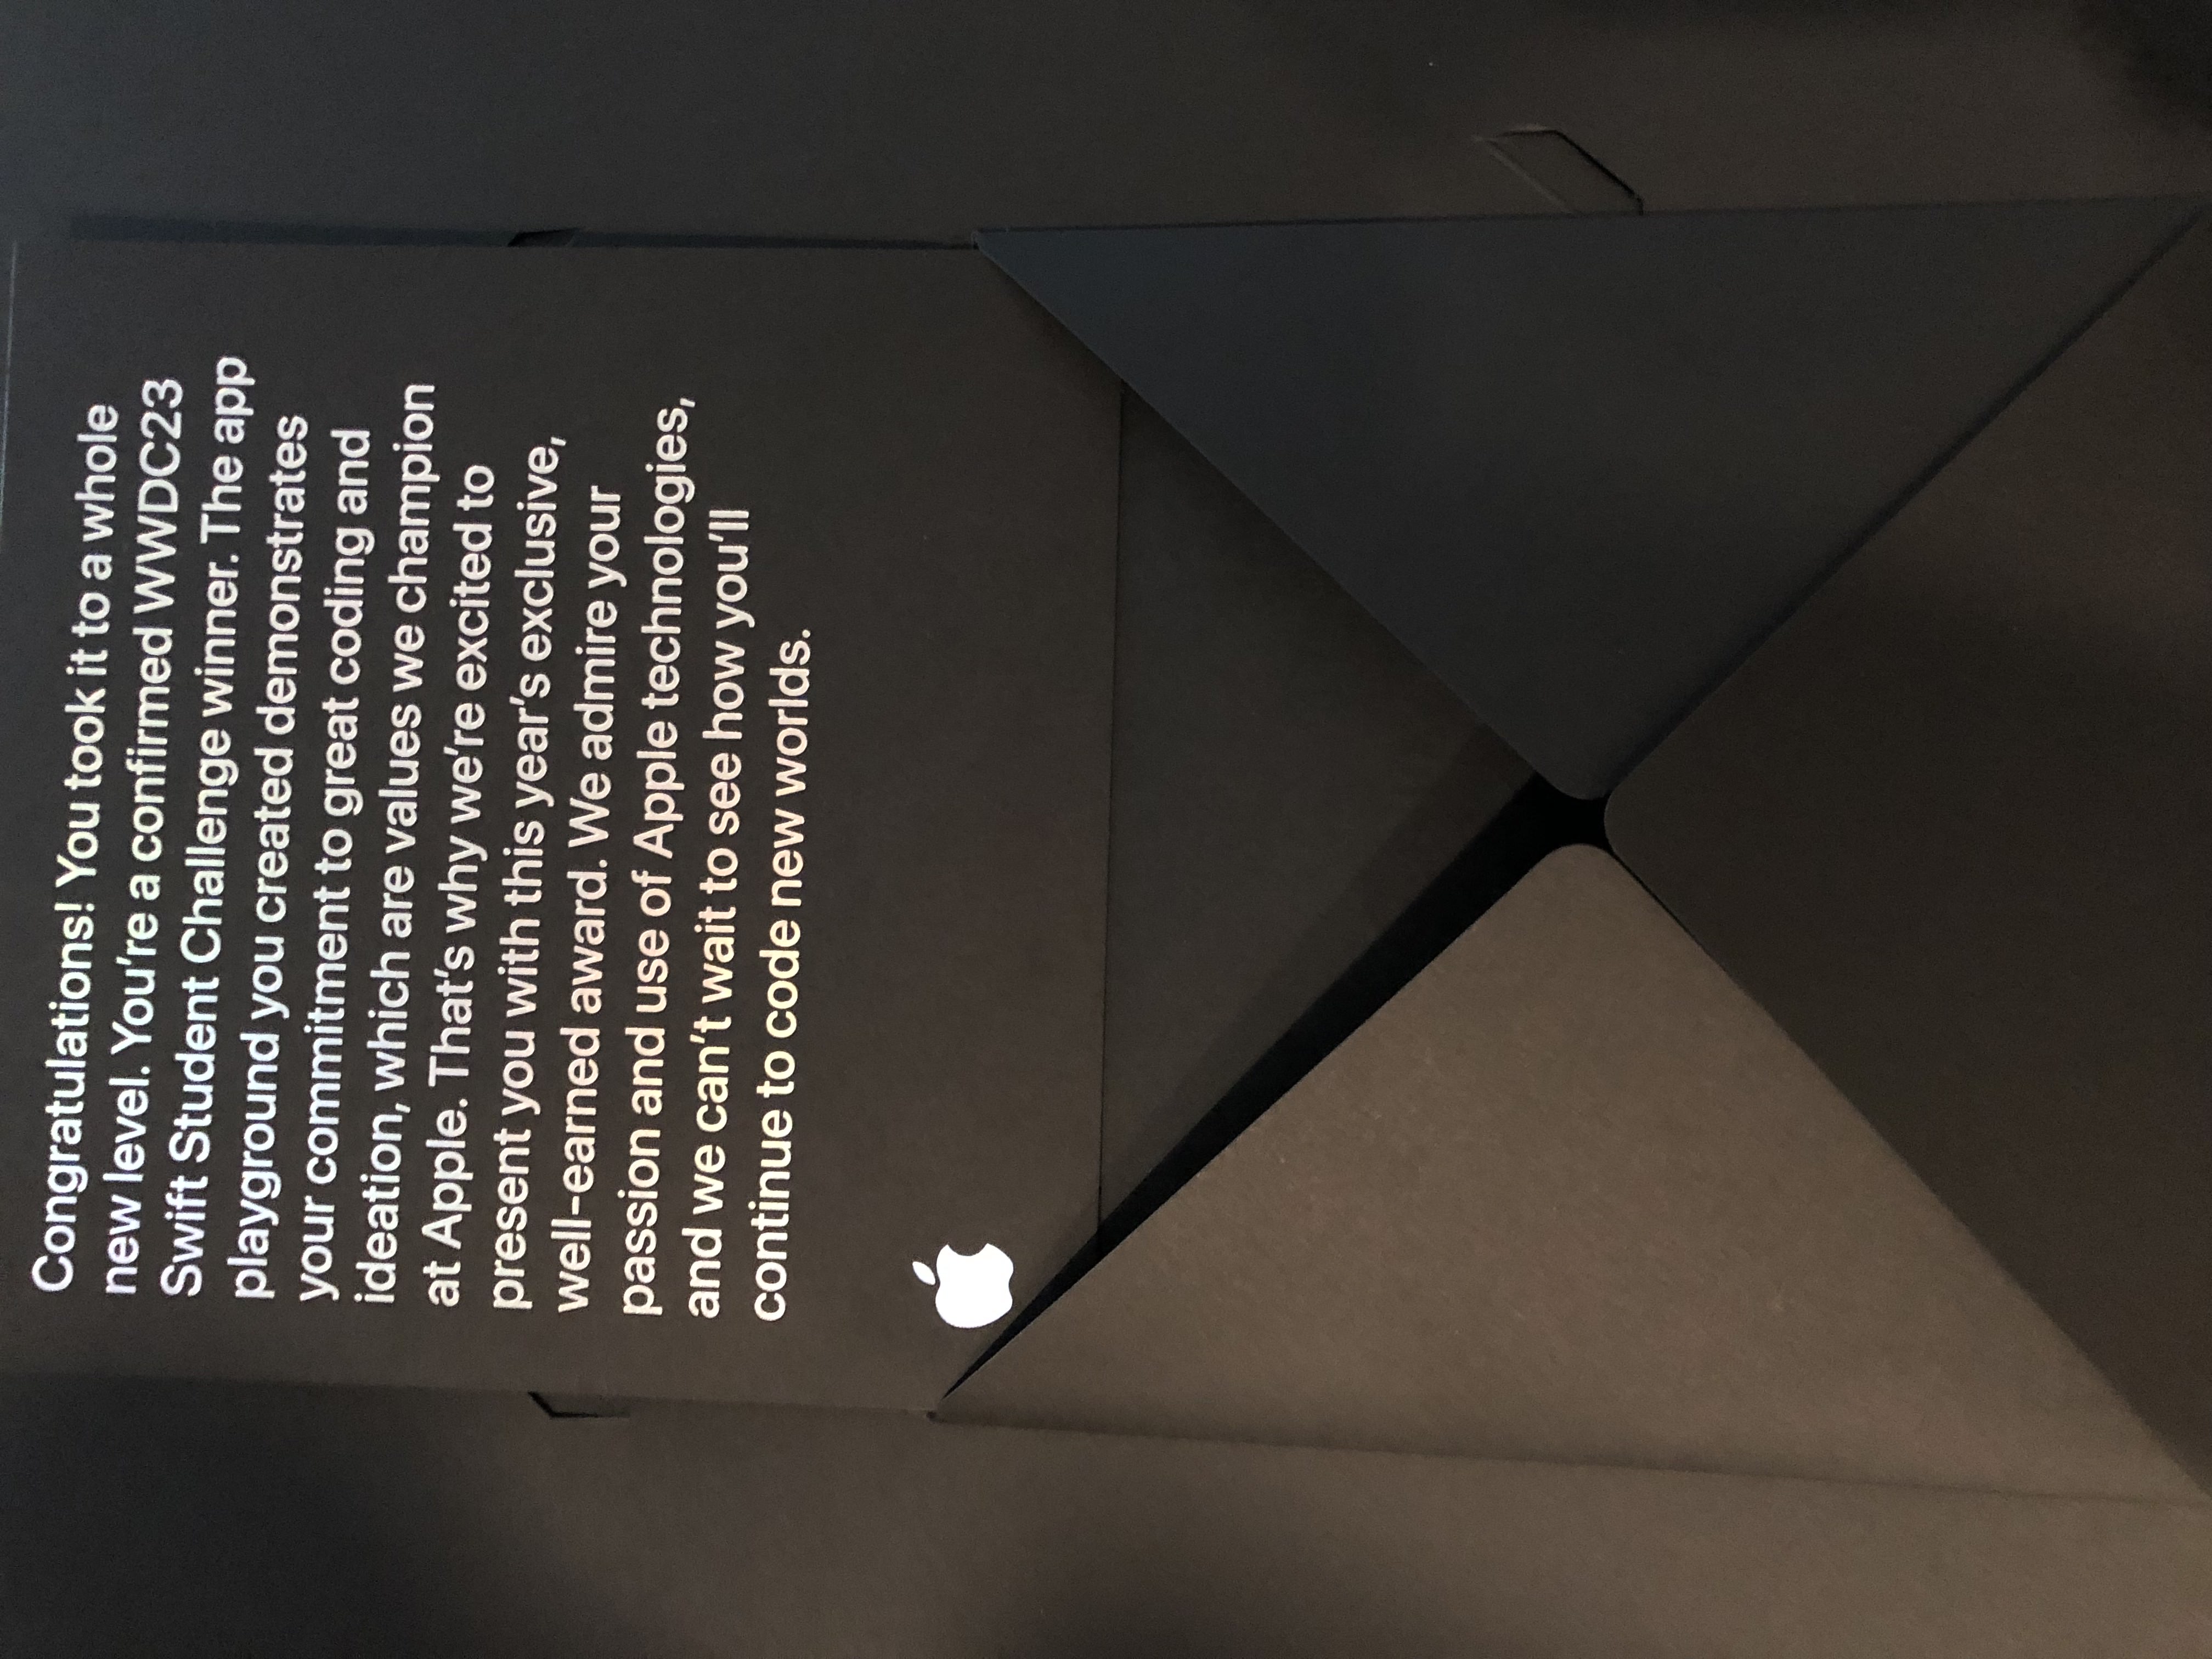 Congratulations! You took it to a whole
new level. You’re a confirmed WWDC23
Swift Student Challenge winner. The app
playground you created demonstrates
your commitment to great coding and
ideation, which are values we champion
at Apple. That’s why we’re excited to
present you with this year’s exclusive,
well-earned award. We admire your
passion and use of Apple technologies,
and we can’t wait to see how you’ll
continue to code new worlds.